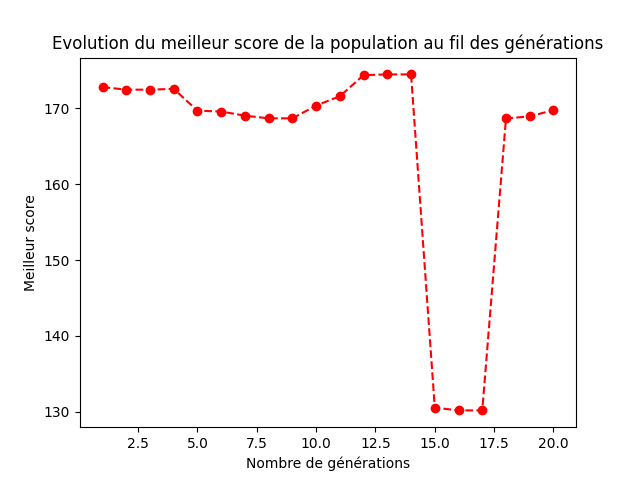 Evolution du meilleur score de la population au fil des générations
170
160
150
140
130
Meilleur score
2.5 5.0 7.5 10.0 12.5 15.0 17.5 20.0
Nombre de générations